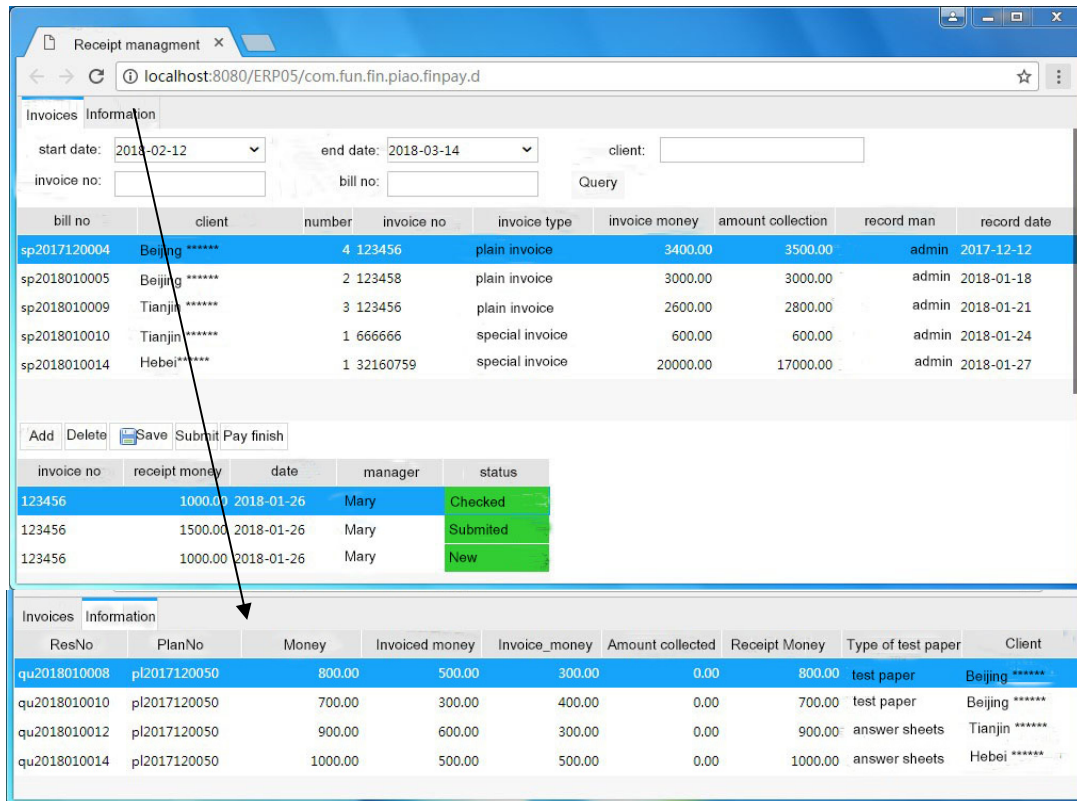 Receipt managment
localhost:8080/ERP05/com.fun.fin.piao.finpay.d
Invoices Information
start date: 2018-02-12 end date: 2018-03-14 client:
invoice no: bill no: Query
bill no client number invoice no invoice type invoice money amount collection record man record date
sp2017120004 Beijing ****** 4 123456 plain invoice 3400.00 3500.00 admin 2017-12-12
sp2018010005 Beijing ****** 2 123458 plain invoice 3000.00 3000.00 admin 2018-01-18
sp2018010009 Tianjin ****** 3 123456 plain invoice 2600.00 2800.00 admin 2018-01-21
sp2018010010 Tianjin ****** 1 666666 special invoice 600.00 600.00 admin 2018-01-24
sp2018010014 Hebei****** 1 32160759 special invoice 20000.00 17000.00 admin 2018-01-27
Add Delete Save Submit Pay finish
invoice no receipt money date manager status
123456 1000.00 2018-01-26 Mary Checked
123456 1500.00 2018-01-26 Mary Submited
123456 1000.00 2018-01-26 Mary New
Invoices Information
ResNo PlanNo Money Invoiced money Invoice_money Amount collected Receipt Money Type of test paper Client
qu2018010008 pl2017120050 800.00 500.00 300.00 0.00 800.00 test paper Beijing ******
qu2018010010 pl2017120050 700.00 300.00 400.00 0.00 700.00 test paper Beijing ******
qu2018010012 pl2017120050 900.00 600.00 300.00 0.00 900.00 answer sheets Tianjin ******
qu2018010014 pl2017120050 1000.00 500.00 500.00 0.00 1000.00 answer sheets Hebei ******